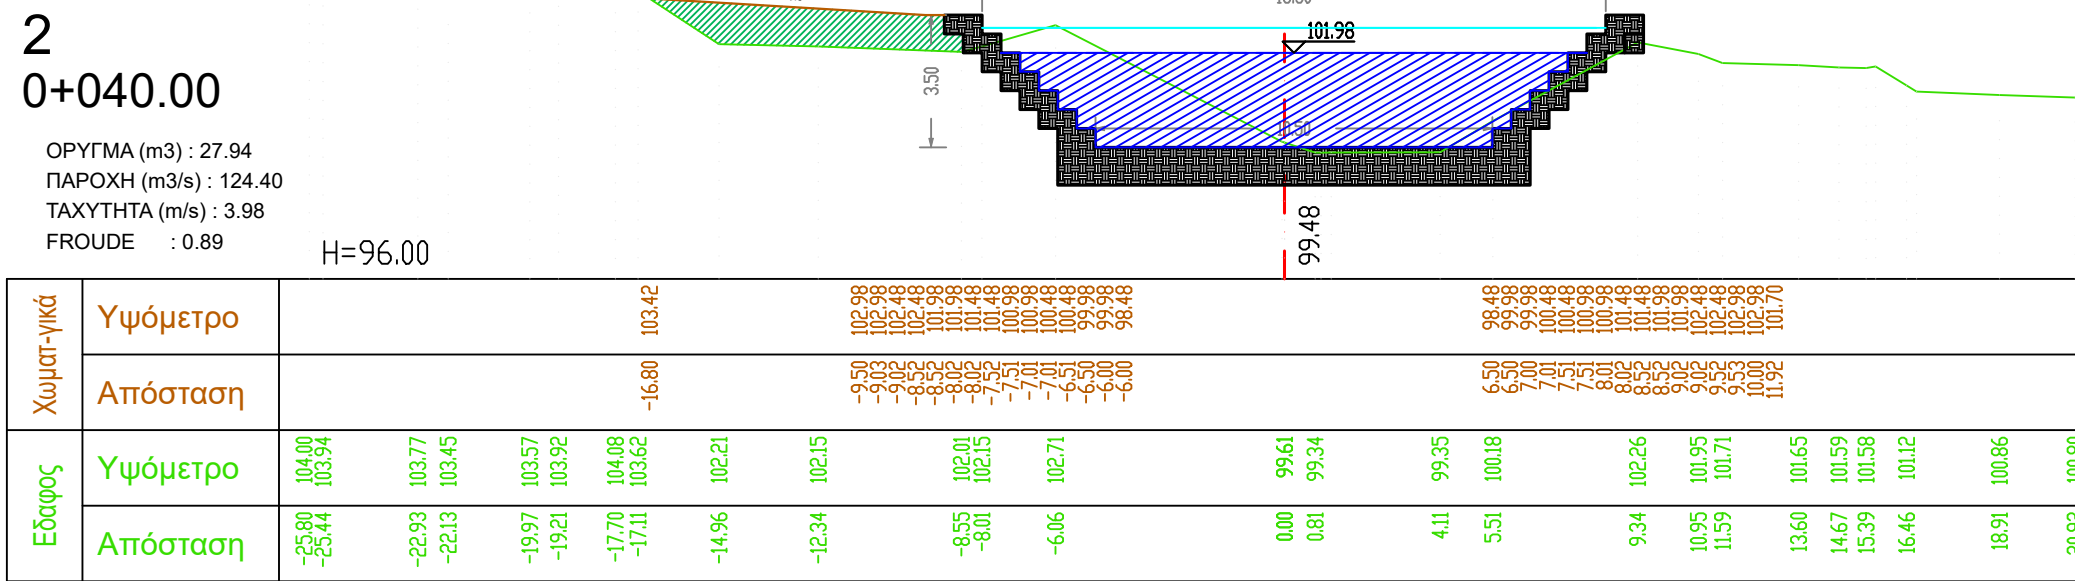 2
0+040.00
ΟΡΥΓΜΑ (m3) : 27.94
ΠΑΡΟΧΗ (m3/s) : 124.40
ΤΑΧΥΤΗΤΑ (m/s) : 3.98
FROUDE : 0.89
H=96.00
3.50
101.98
10.50
99.48
Χωματ-γικά
Υψόμετρο
103.42 102.98 102.98 102.48 102.48 101.98 101.98 101.48 101.48 100.98 100.98 100.48 100.48 99.98 99.98 98.48 98.48 99.98 99.98 100.48 100.48 100.98 100.98 101.48 101.48 101.98 101.98 102.48 102.48 102.98 102.98 101.70
Απόσταση
-16.80 -9.50 -9.03 -9.02 -8.52 -8.52 -8.02 -8.02 -7.52 -7.51 -7.01 -7.01 -6.51 -6.50 -6.00 -6.00 6.50 6.50 7.00 7.01 7.51 7.51 8.01 8.02 8.52 8.52 9.02 9.02 9.52 9.53 10.00 11.92
Εδαφος
Υψόμετρο
104.00 103.94 103.77 103.45 103.57 103.92 104.08 103.62 102.21 102.15 102.01 102.15 102.71 99.61 99.34 99.35 100.18 102.26 101.95 101.71 101.65 101.59 101.58 101.12 100.86
Απόσταση
-25.80 -25.44 -22.93 -22.13 -19.97 -19.21 -17.70 -17.11 -14.96 -12.34 -8.55 -8.01 -6.06 0.00 0.81 4.11 5.51 9.34 10.95 11.59 13.60 14.67 15.39 16.46 18.91